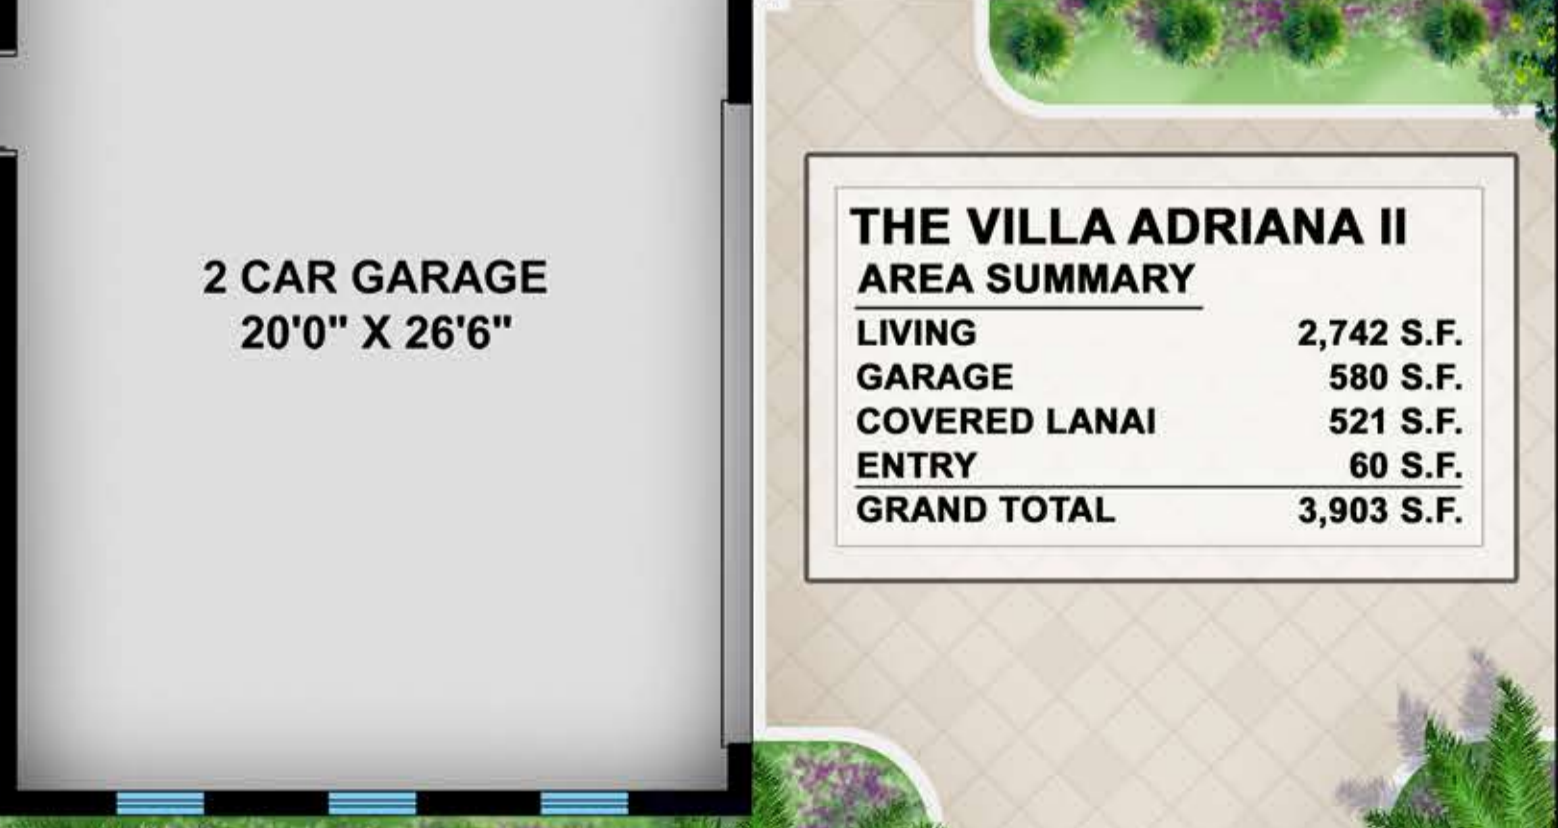 2 CAR GARAGE
20'0" X 26'6"
THE VILLA ADRIANA II
AREA SUMMARY
LIVING 2,742 S.F.
GARAGE 580 S.F.
COVERED LANAI 521 S.F.
ENTRY 60 S.F.
GRAND TOTAL 3,903 S.F.